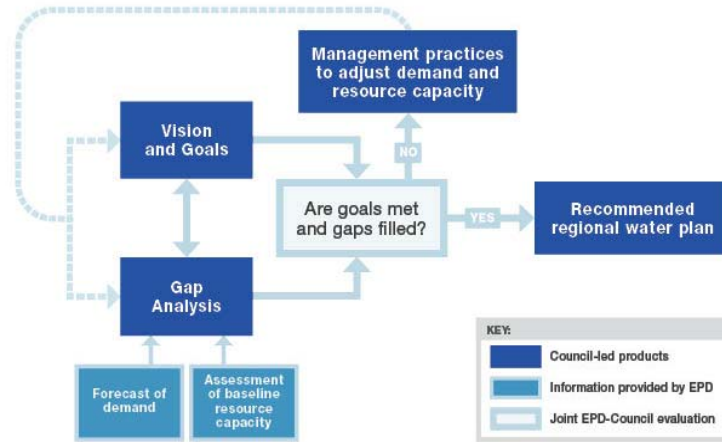 Management practices
to adjust demand and
resource capacity
Vision
and Goals
NO
Are goals met
and gaps filled?
YES
Recommended
regional water plan
Gap
Analysis
Forecast of
demand
Assessment
of baseline
resource
capacity
KEY:
Council-led products
Information provided by EPD
Joint EPD-Council evaluation